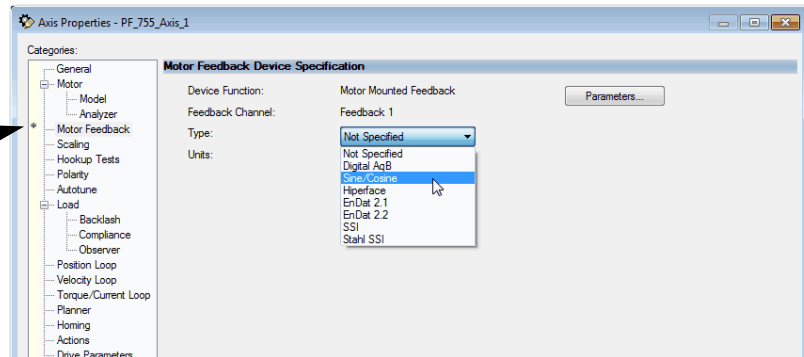 Axis Properties - PF_755_Axis_1
Categories:
General
Motor
Model
Analyzer
* Motor Feedback
Scaling
Hookup Tests
Polarity
Autotune
Load
Backlash
Compliance
Observer
Position Loop
Velocity Loop
Torque/Current Loop
Planner
Homing
Actions
Drive Parameters
Motor Feedback Device Specification
Device Function: Motor Mounted Feedback
Parameters...
Feedback Channel: Feedback 1
Type: Not Specified
Units:
Not Specified
Digital AqB
Sine/Cosine
Hiperface
EnDat 2.1
EnDat 2.2
SSI
Stahl SSI